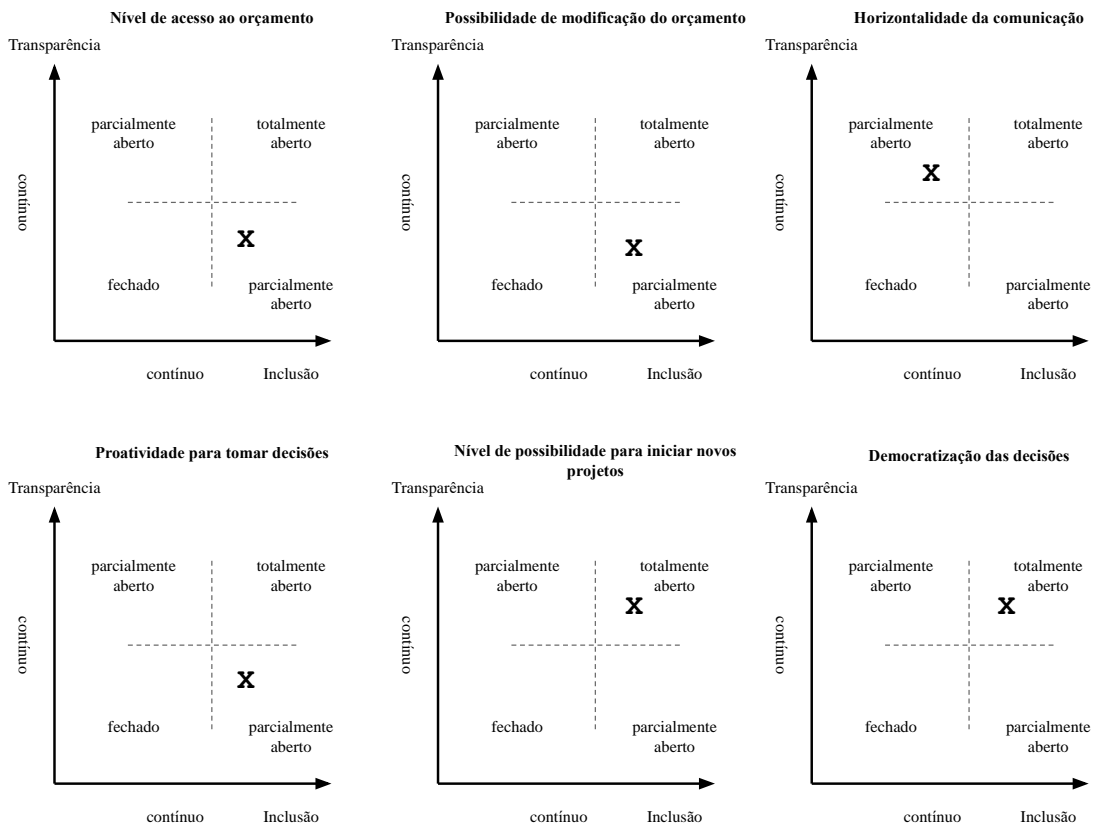 Nível de acesso ao orçamento
Transparência
parcialmente
aberto
totalmente
aberto
contínuo
X
fechado
parcialmente
aberto
contínuo
Inclusão
Possibilidade de modificação do orçamento
Transparência
parcialmente
aberto
totalmente
aberto
contínuo
X
fechado
parcialmente
aberto
contínuo
Inclusão
Horizontalidade da comunicação
Transparência
parcialmente
aberto
totalmente
aberto
X
contínuo
fechado
parcialmente
aberto
contínuo
Inclusão
Proatividade para tomar decisões
Transparência
parcialmente
aberto
totalmente
aberto
contínuo
X
fechado
parcialmente
aberto
contínuo
Inclusão
Nível de possibilidade para iniciar novos
projetos
Transparência
parcialmente
aberto
totalmente
aberto
X
contínuo
fechado
parcialmente
aberto
contínuo
Inclusão
Democratização das decisões
Transparência
parcialmente
aberto
totalmente
aberto
X
contínuo
fechado
parcialmente
aberto
contínuo
Inclusão